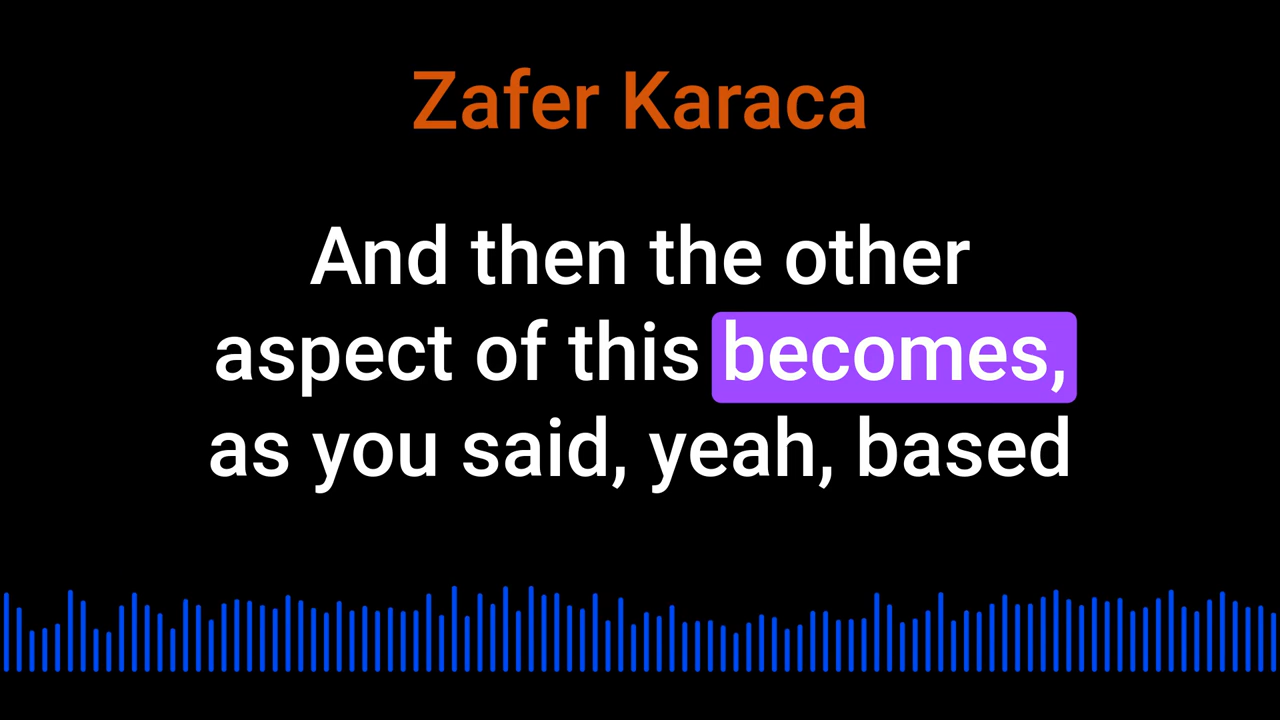 Zafer Karaca
And then the other
aspect of this becomes,
as you said, yeah, based